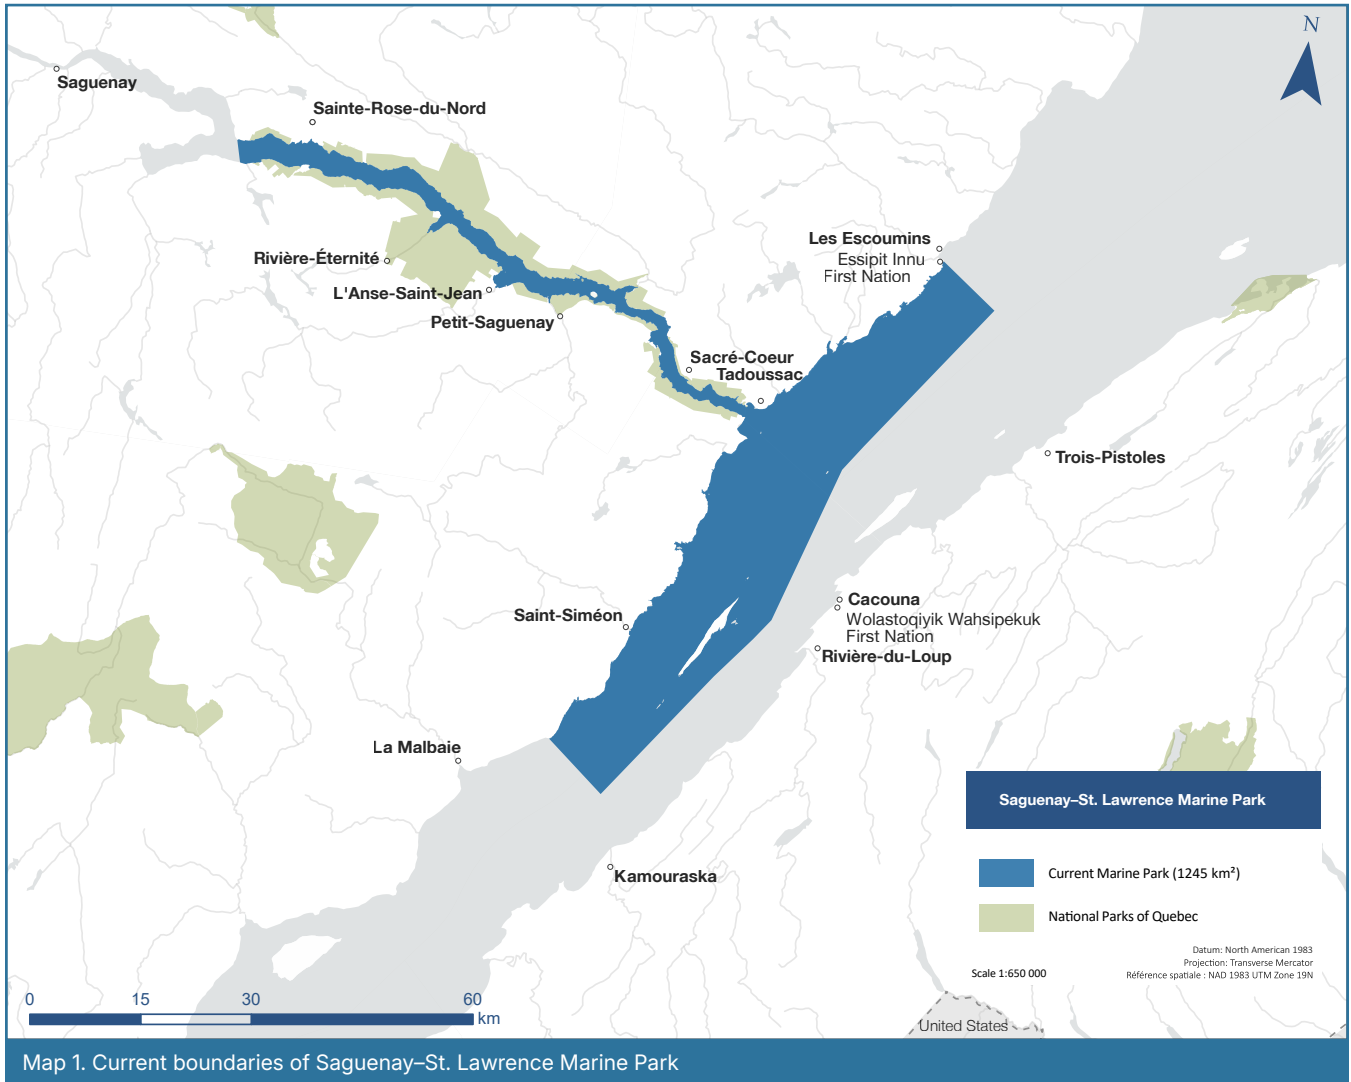 N
Saguenay
Sainte-Rose-du-Nord
Les Escoumins
Essipit Innu
First Nation
Rivière-Éternité
L'Anse-Saint-Jean
Petit-Saguenay
Sacré-Coeur
Tadoussac
Trois-Pistoles
Cacouna
Wolastoqiyik Wahsipekuk
First Nation
Saint-Siméon
Rivière-du-Loup
La Malbaie
Kamouraska
Saguenay–St. Lawrence Marine Park
Current Marine Park (1245 km²)
National Parks of Quebec
Datum: North American 1983
Projection: Transverse Mercator
Référence spatiale : NAD 1983 UTM Zone 19N
Scale 1:650 000
0 15 30 60
km
United States
Map 1. Current boundaries of Saguenay–St. Lawrence Marine Park